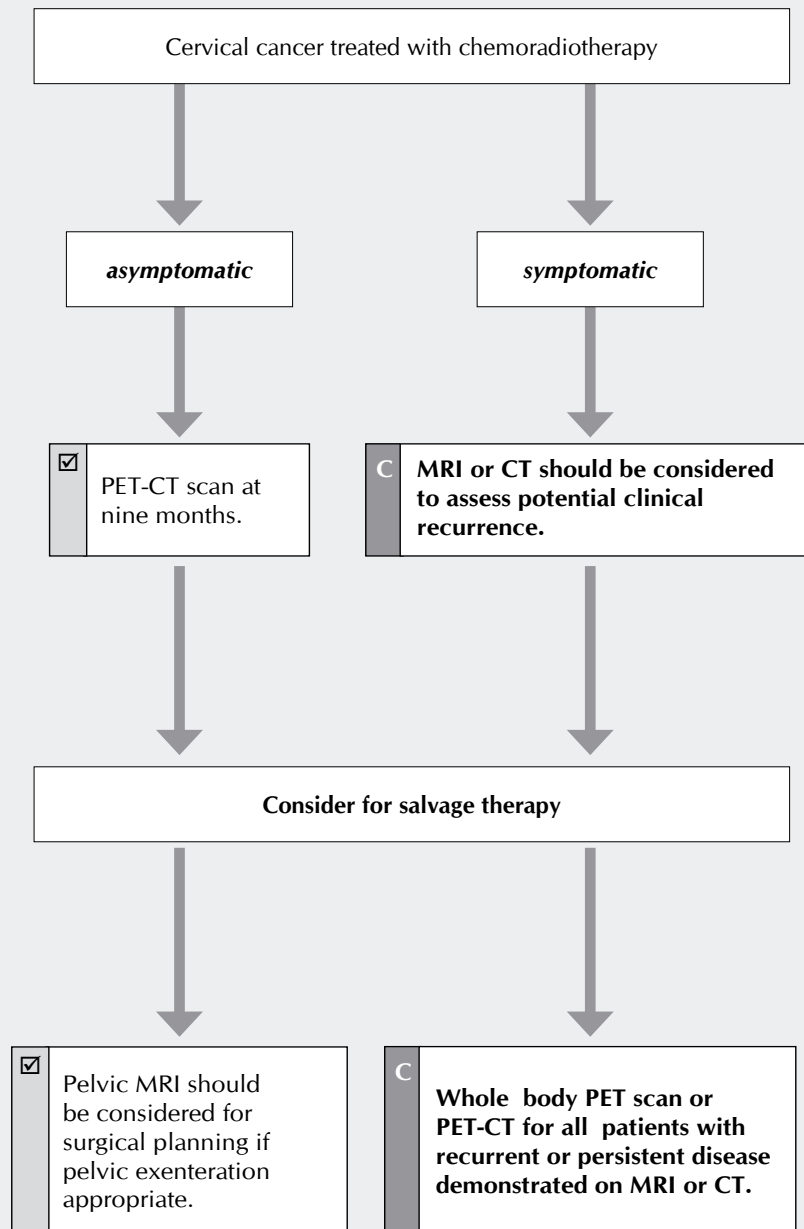 Cervical cancer treated with chemoradiotherapy
asymptomatic
symptomatic
☑
PET-CT scan at
nine months.
C
MRI or CT should be considered
to assess potential clinical
recurrence.
Consider for salvage therapy
☑
Pelvic MRI should
be considered for
surgical planning if
pelvic exenteration
appropriate.
C
Whole body PET scan or
PET-CT for all patients with
recurrent or persistent disease
demonstrated on MRI or CT.